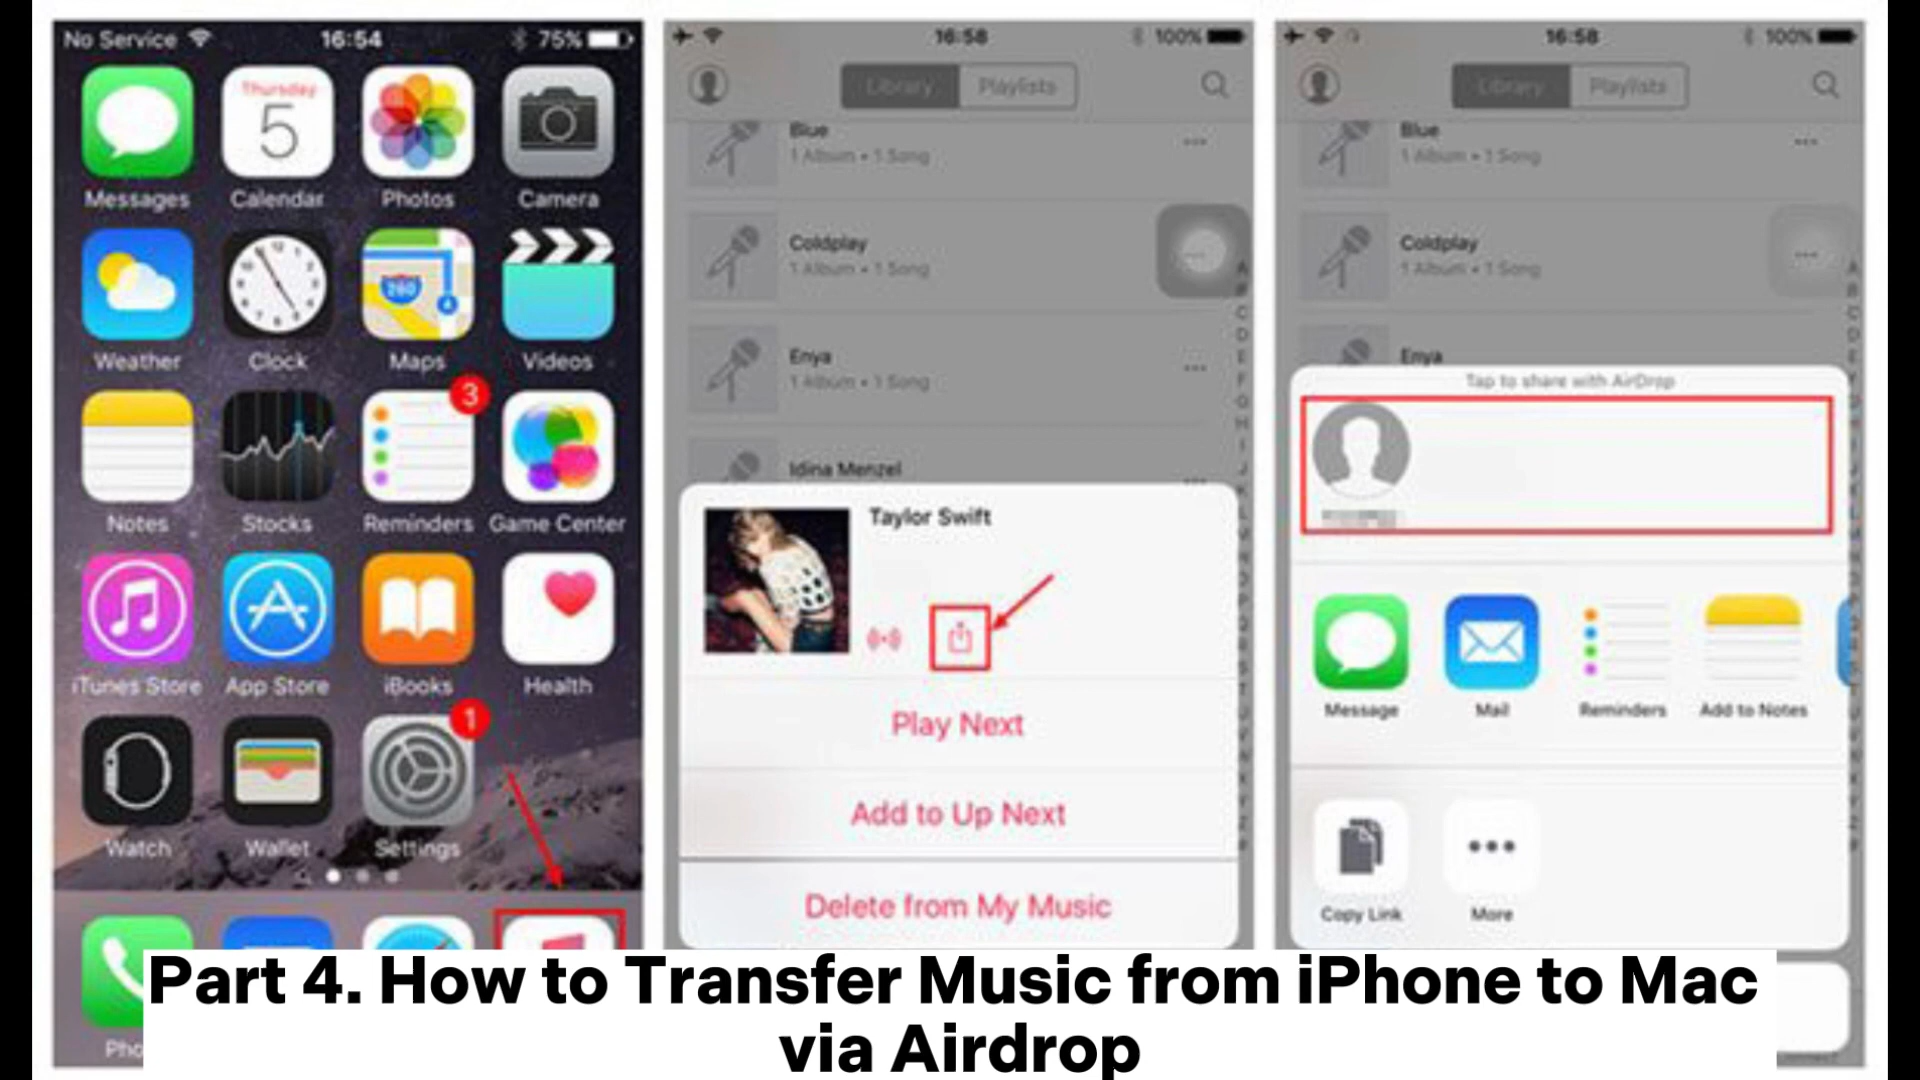 No Service 16:54 75%
Thursday
5
Messages Calendar Photos Camera
12
280
Weather Clock Maps Videos
3
Notes Stocks Reminders Game Center
iTunes Store App Store iBooks Health
1
Watch Wallet Settings
Pho
16:58 100%
Library Playlists
Blue
1 Album • 1 Song
Coldplay
1 Album • 1 Song
Enya
1 Album • 1 Song
Idina Menzel
Taylor Swift
Play Next
Add to Up Next
Delete from My Music
16:58 100%
Library Playlists
Blue
1 Album • 1 Song
Coldplay
1 Album • 1 Song
Enya
Tap to share with AirDrop
Message Mail Reminders Add to Notes
Copy Link More
Part 4. How to Transfer Music from iPhone to Mac
via Airdrop